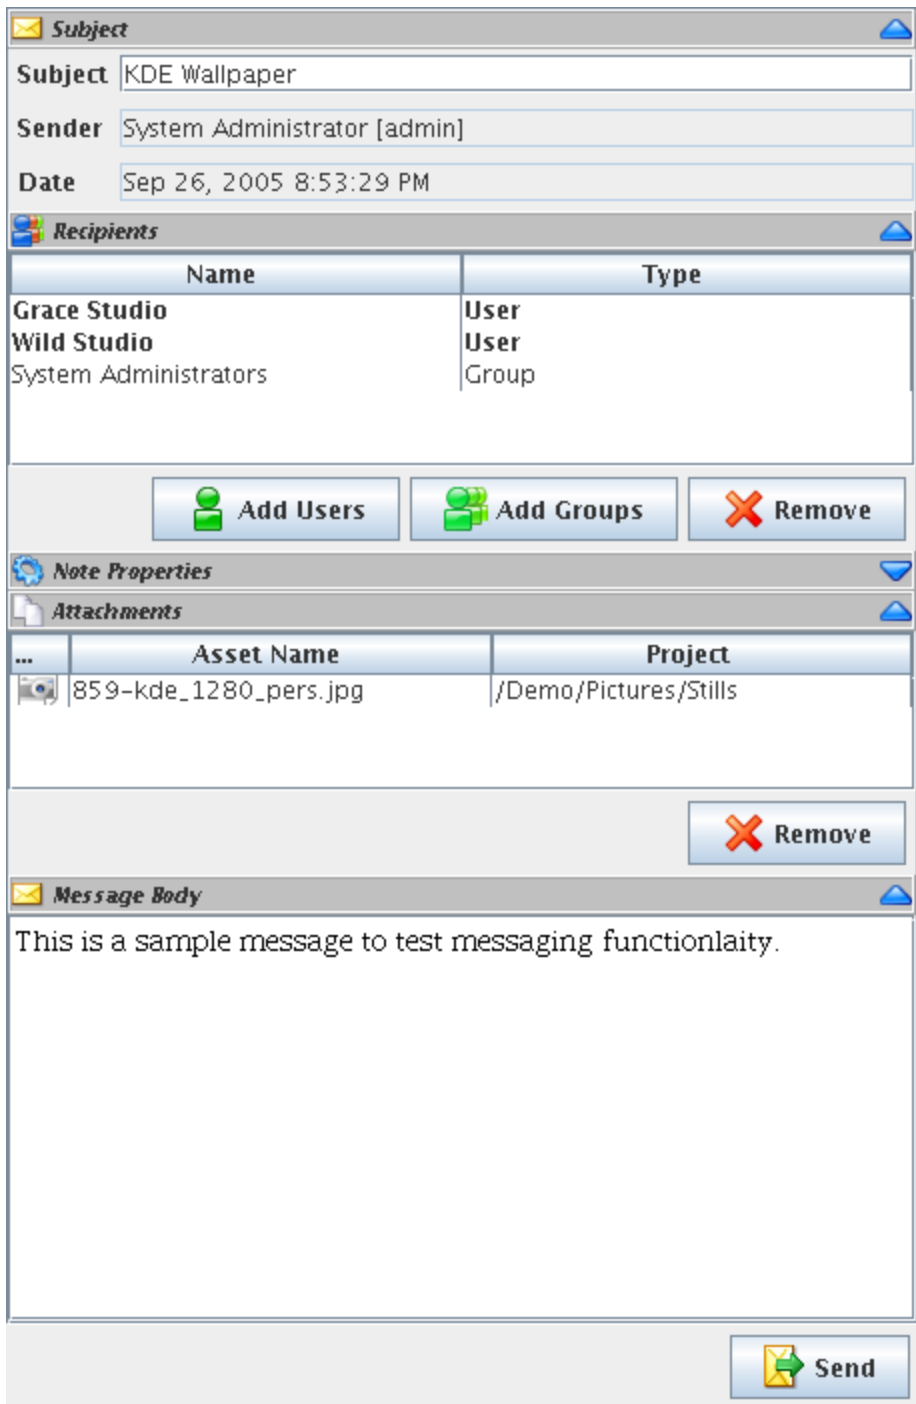 Subject
Subject KDE Wallpaper
Sender System Administrator [admin]
Date Sep 26, 2005 8:53:29 PM
Recipients
Name Type
Grace Studio User
Wild Studio User
System Administrators Group
Add Users Add Groups Remove
Note Properties
Attachments
... Asset Name Project
859-kde_1280_pers.jpg /Demo/Pictures/Stills
Remove
Message Body
This is a sample message to test messaging functionlaity.
Send